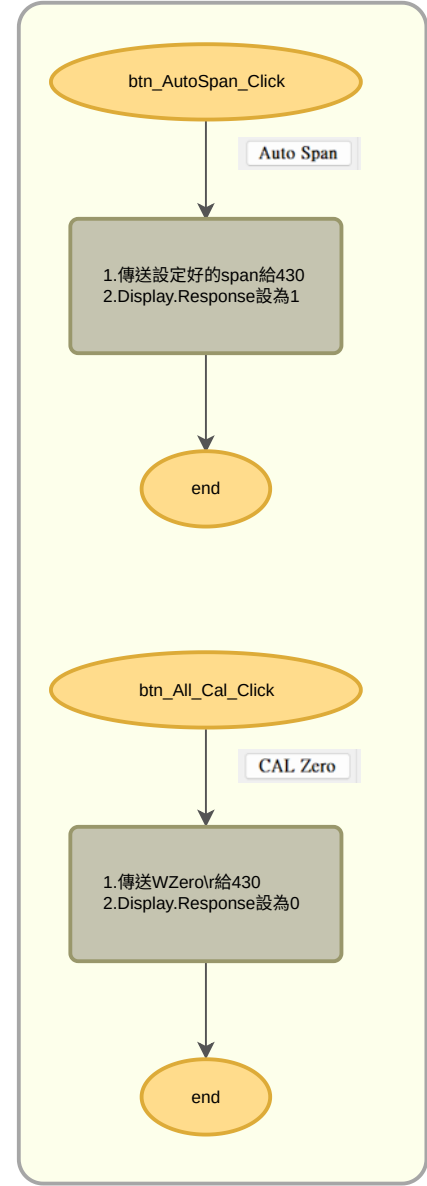 btn_AutoSpan_Click
Auto Span
1.傳送設定好的span給430
2.Display.Response設為1
end
btn_All_Cal_Click
CAL Zero
1.傳送WZero\r給430
2.Display.Response設為0
end